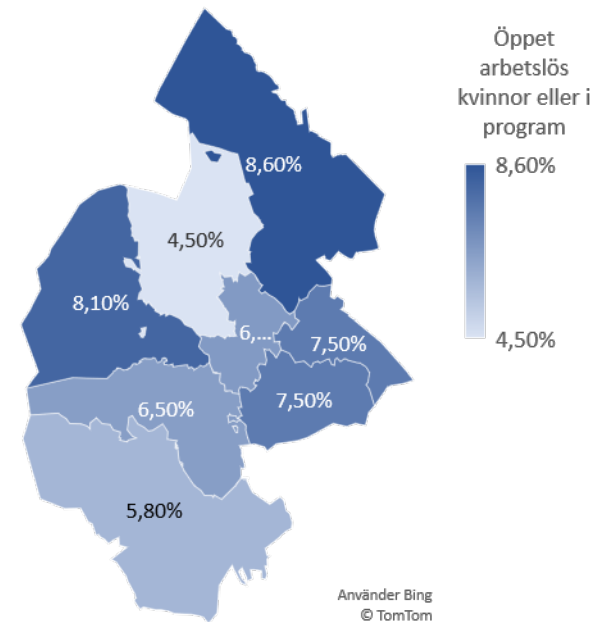 Öppet
arbetslös
kvinnor eller i
program
8,60%
4,50%
8,60%
4,50%
8,10%
6,...
7,50%
7,50%
6,50%
5,80%
Använder Bing
© TomTom